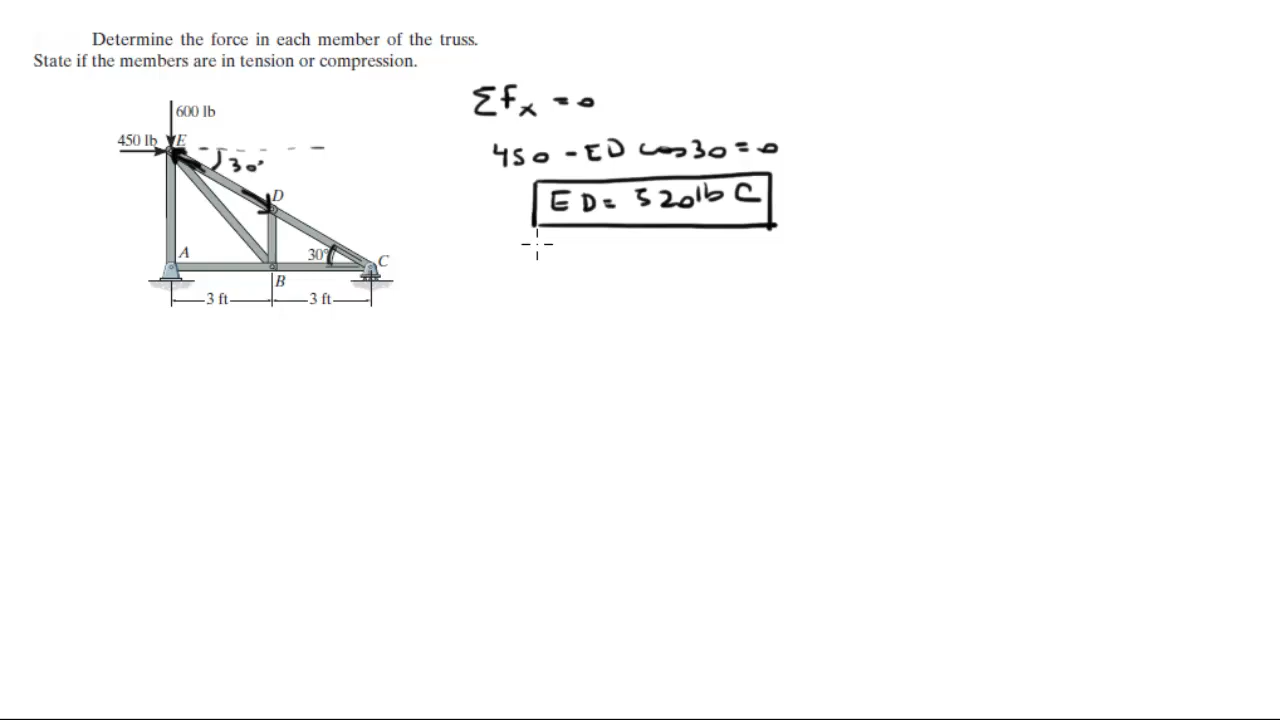 Determine the force in each member of the truss.
State if the members are in tension or compression.
ΣFx = 0
600 lb
450 lb
E
30°
450 - ED cos30 = 0
D
ED = 520lb C
A
30°
C
B
3 ft
3 ft